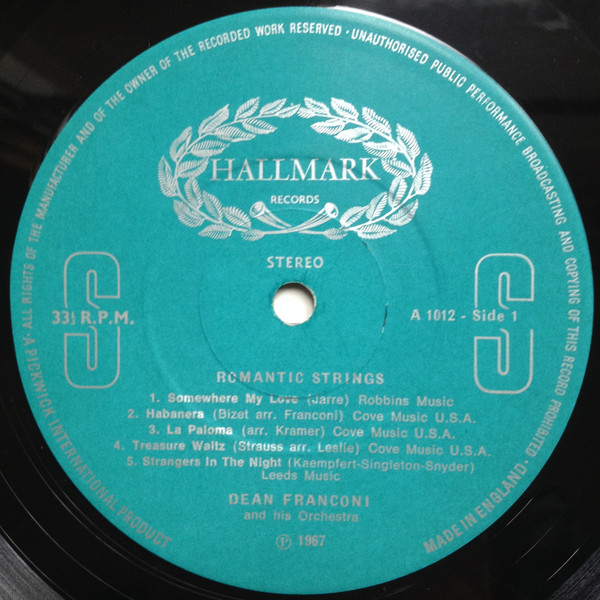 ·A· PICKWICK INTERNATIONAL PRODUCT
· ALL RIGHTS OF THE MANUFACTURER AND OF THE OWNER OF THE RECORDED WORK RESERVED · UNAUTHORISED PUBLIC PERFORMANCE BROADCASTING AND COPYING OF THIS RECORD PROHIBITED ·
HALLMARK
RECORDS
STEREO
S S
33⅓ R.P.M. A 1012 - Side 1
ROMANTIC STRINGS
1. Somewhere My Love (Jarre) Robbins Music
2. Habanera (Bizet arr. Franconi) Cove Music U.S.A.
3. La Paloma (arr. Kramer) Cove Music U.S.A.
4. Treasure Waltz (Strauss arr. Leslie) Cove Music U.S.A.
5. Strangers In The Night (Kaempfert-Singleton-Snyder)
Leeds Music
DEAN FRANCONI
and his Orchestra
℗ 1967
MADE IN ENGLAND·